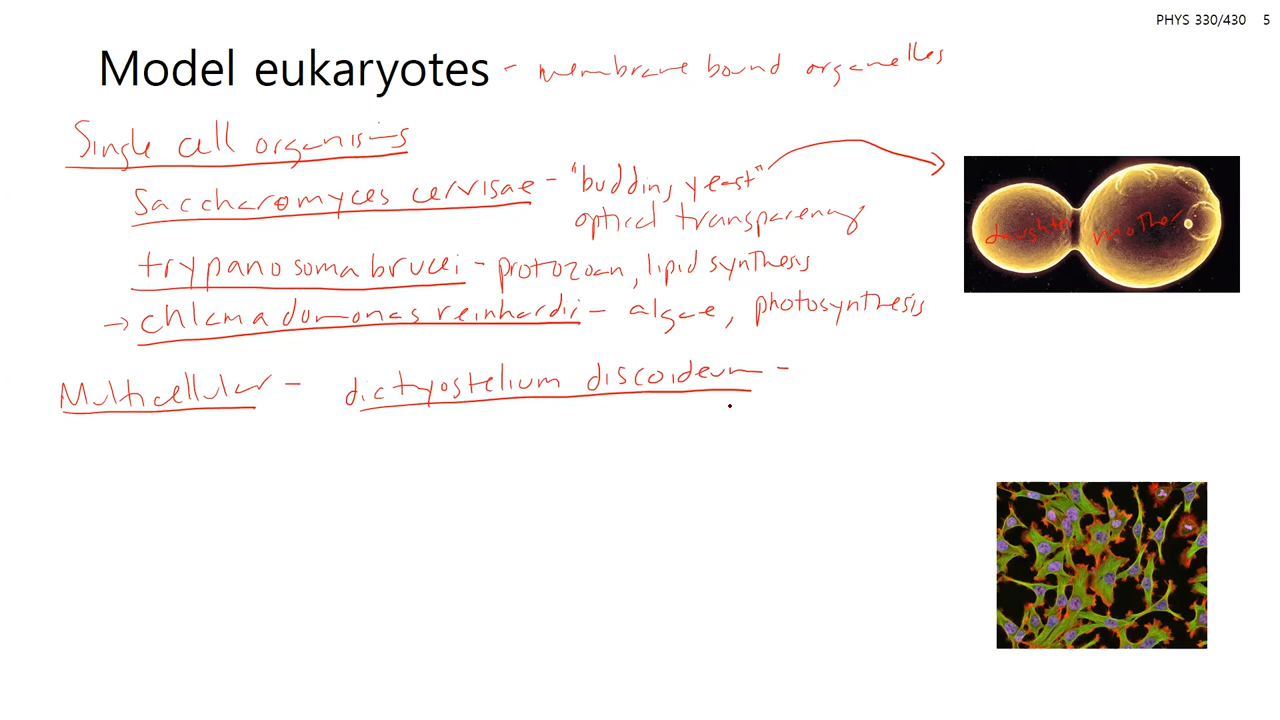 PHYS 330/430 5
Model eukaryotes - membrane bound organelles
Single cell organisms
Saccharomyces cervisae - "budding yeast"
optical transparency
daughter mother
trypanosoma brucei - protozoan, lipid synthesis
→ chlamadomonas reinhardii - algae, photosynthesis
Multicellular - dictyostelium discoideum -